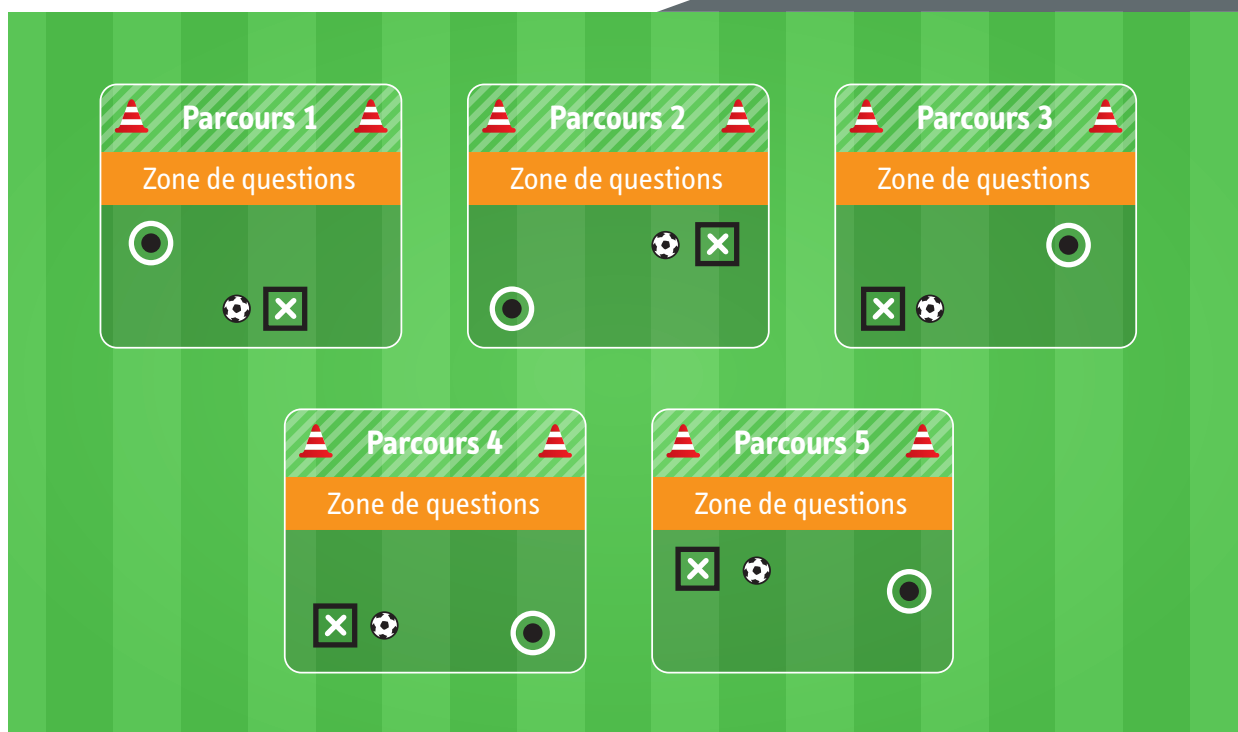 Parcours 1
Zone de questions
Parcours 2
Zone de questions
Parcours 3
Zone de questions
Parcours 4
Zone de questions
Parcours 5
Zone de questions